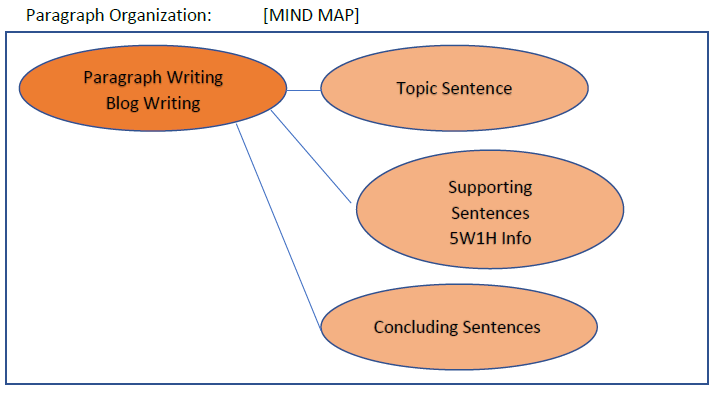 Paragraph Organization: [MIND MAP]
Paragraph Writing
Blog Writing
Topic Sentence
Supporting
Sentences
5W1H Info
Concluding Sentences